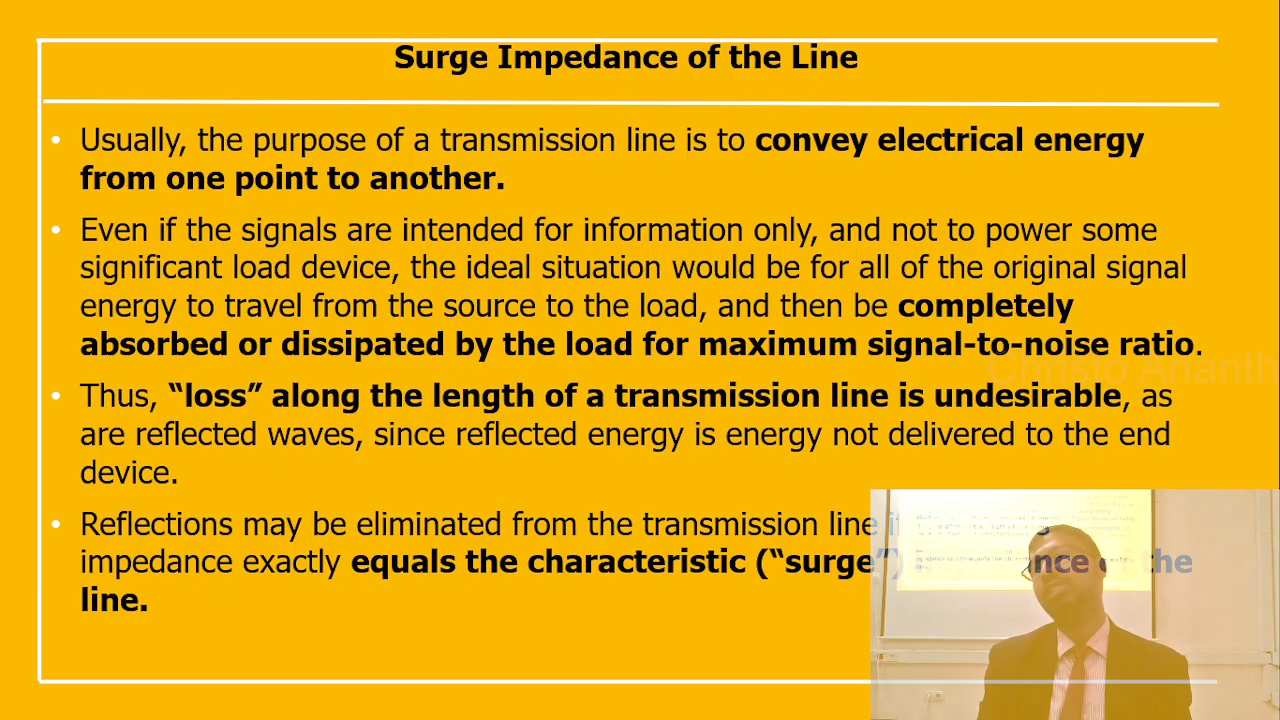 Surge Impedance of the Line
• Usually, the purpose of a transmission line is to convey electrical energy
from one point to another.
• Even if the signals are intended for information only, and not to power some
significant load device, the ideal situation would be for all of the original signal
energy to travel from the source to the load, and then be completely
absorbed or dissipated by the load for maximum signal-to-noise ratio.
Christo Ananth
• Thus, “loss” along the length of a transmission line is undesirable, as
are reflected waves, since reflected energy is energy not delivered to the end
device.
• Reflections may be eliminated from the transmission line if
impedance exactly equals the characteristic (“surge”) impedance of the
line.